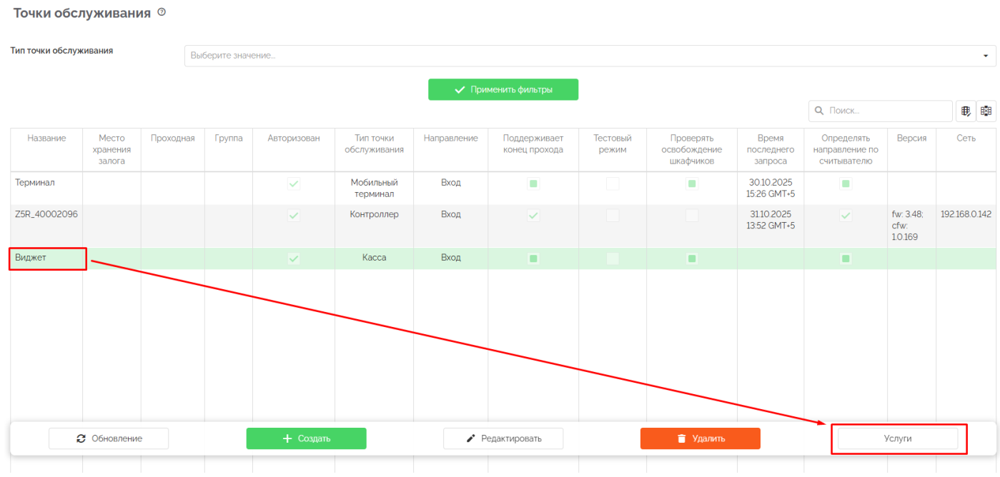 Точки обслуживания ?
Тип точки обслуживания
Выберите значение...
Применить фильтры
Поиск...
Название
Место
хранения
залога
Проходная
Группа
Авторизован
Тип точки
обслуживания
Направление
Поддерживает
конец прохода
Тестовый
режим
Проверять
освобождение
шкафчиков
Время
последнего
запроса
Определять
направление по
считывателю
Версия
Сеть
Терминал
Мобильный
терминал
Вход
30.10.2025
15:26 GMT+5
Z5R_40002096
Контроллер
Вход
31.10.2025
13:52 GMT+5
fw: 3.48;
cfw:
1.0.169
192.168.0.142
Виджет
Касса
Вход
Обновление
Создать
Редактировать
Удалить
Услуги